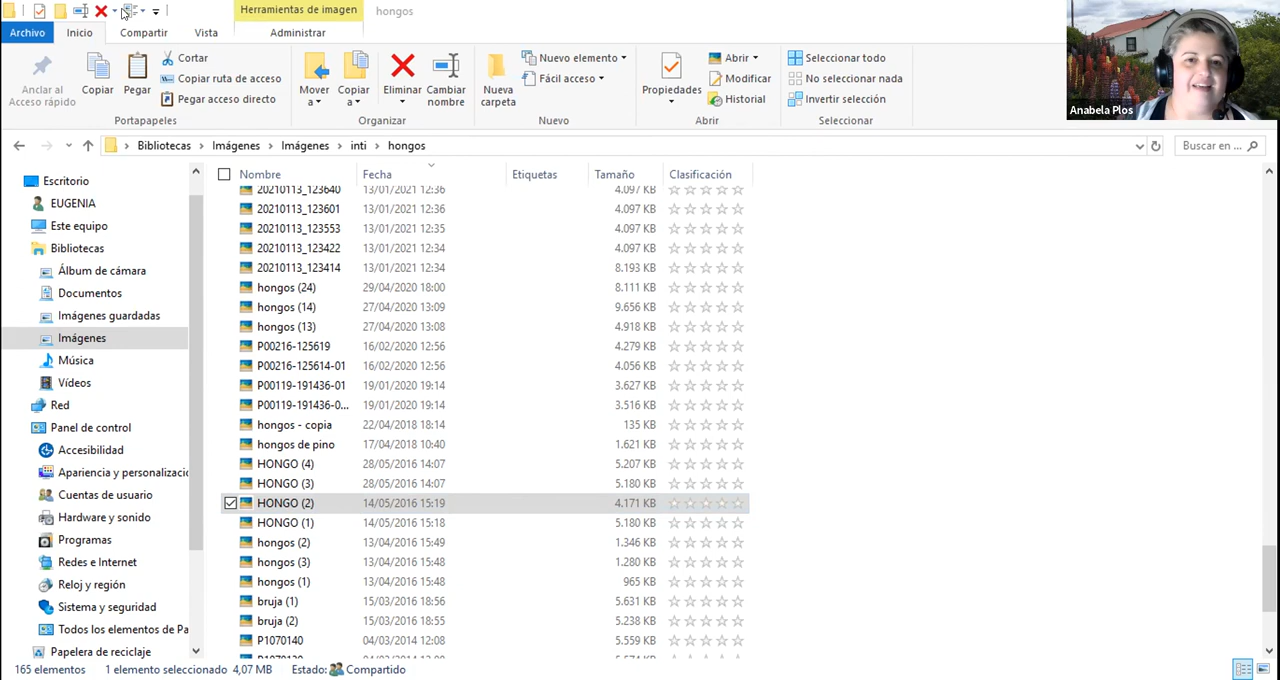 Herramientas de imagen
hongos
Archivo
Inicio
Compartir
Vista
Administrar
Anclar al
Acceso rápido
Copiar
Pegar
Cortar
Copiar ruta de acceso
Pegar acceso directo
Portapapeles
Mover
a
Copiar
a
Eliminar
Cambiar
nombre
Organizar
Nueva
carpeta
Nuevo elemento
Fácil acceso
Nuevo
Propiedades
Abrir
Modificar
Historial
Abrir
Seleccionar todo
No seleccionar nada
Invertir selección
Seleccionar
Anabela Plos
Bibliotecas
Imágenes
Imágenes
inti
hongos
Buscar en ...
Escritorio
EUGENIA
Este equipo
Bibliotecas
Álbum de cámara
Documentos
Imágenes guardadas
Imágenes
Música
Vídeos
Red
Panel de control
Accesibilidad
Apariencia y personalizació
Cuentas de usuario
Hardware y sonido
Programas
Redes e Internet
Reloj y región
Sistema y seguridad
Todos los elementos de Pa
Papelera de reciclaje
Nombre Fecha Etiquetas Tamaño Clasificación
20210113_123640 13/01/2021 12:36 4.097 KB
20210113_123601 13/01/2021 12:36 4.097 KB
20210113_123553 13/01/2021 12:35 4.097 KB
20210113_123422 13/01/2021 12:34 4.097 KB
20210113_123414 13/01/2021 12:34 8.193 KB
hongos (24) 29/04/2020 18:00 8.111 KB
hongos (14) 27/04/2020 13:09 9.656 KB
hongos (13) 27/04/2020 13:08 4.918 KB
P00216-125619 16/02/2020 12:56 4.279 KB
P00216-125614-01 16/02/2020 12:56 4.056 KB
P00119-191436-01 19/01/2020 19:14 3.627 KB
P00119-191436-0... 19/01/2020 19:14 3.516 KB
hongos - copia 22/04/2018 18:14 135 KB
hongos de pino 17/04/2018 10:40 1.621 KB
HONGO (4) 28/05/2016 14:07 5.207 KB
HONGO (3) 28/05/2016 14:07 5.180 KB
HONGO (2) 14/05/2016 15:19 4.171 KB
HONGO (1) 14/05/2016 15:18 5.180 KB
hongos (2) 13/04/2016 15:49 1.346 KB
hongos (3) 13/04/2016 15:48 1.280 KB
hongos (1) 13/04/2016 15:48 965 KB
bruja (1) 15/03/2016 18:56 5.631 KB
bruja (2) 15/03/2016 18:55 5.238 KB
P1070140 04/03/2014 12:08 5.559 KB
165 elementos 1 elemento seleccionado 4,07 MB Estado: Compartido